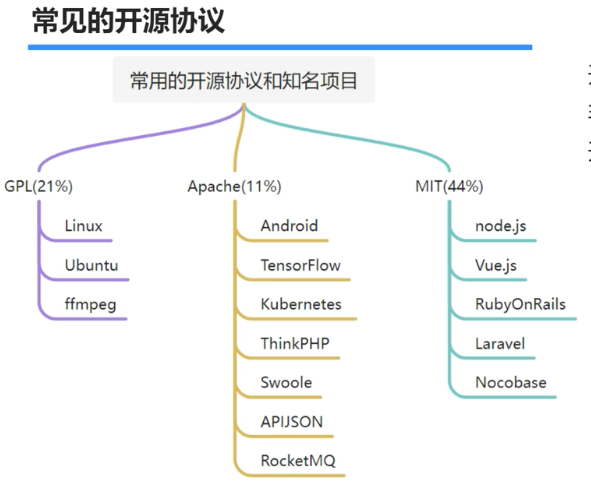 常见的开源协议
常用的开源协议和知名项目
GPL(21%)
Linux
Ubuntu
ffmpeg
Apache(11%)
Android
TensorFlow
Kubernetes
ThinkPHP
Swoole
APIJSON
RocketMQ
MIT(44%)
node.js
Vue.js
RubyOnRails
Laravel
Nocobase